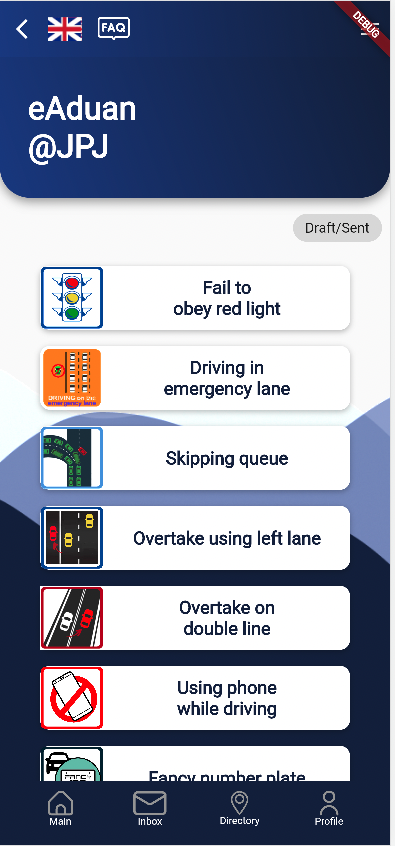 FAQ
DEBUG
eAduan
@JPJ
Draft/Sent
Fail to
obey red light
DRIVING on the
emergency lane
Driving in
emergency lane
Skipping queue
Overtake using left lane
Overtake on
double line
Using phone
while driving
Fancy number plate
Main
Inbox
Directory
Profile